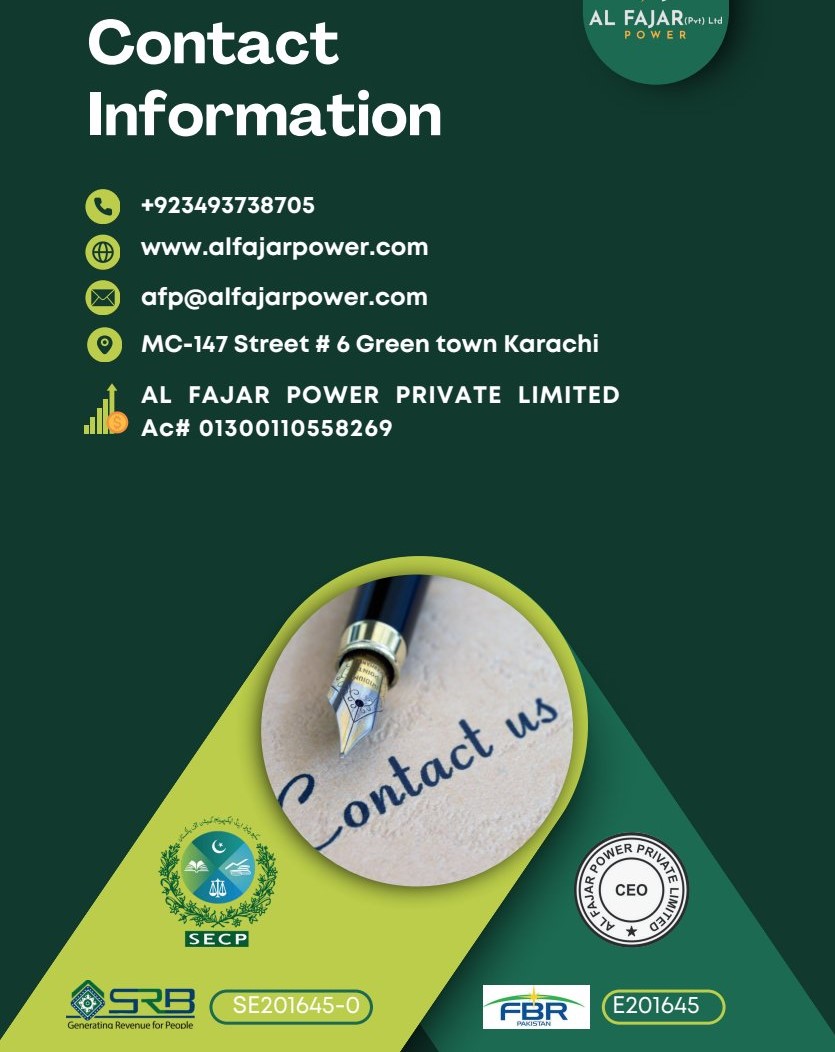 AL FAJAR (Pvt) Ltd
POWER
Contact
Information
+923493738705
www.alfajarpower.com
afp@alfajarpower.com
MC-147 Street # 6 Green town Karachi
AL FAJAR POWER PRIVATE LIMITED
Ac# 01300110558269
Contact us
SECP
AL FAJAR POWER PRIVATE LIMITED
CEO
SRB
Generating Revenue for People
SE201645-0
FBR
PAKISTAN
E201645